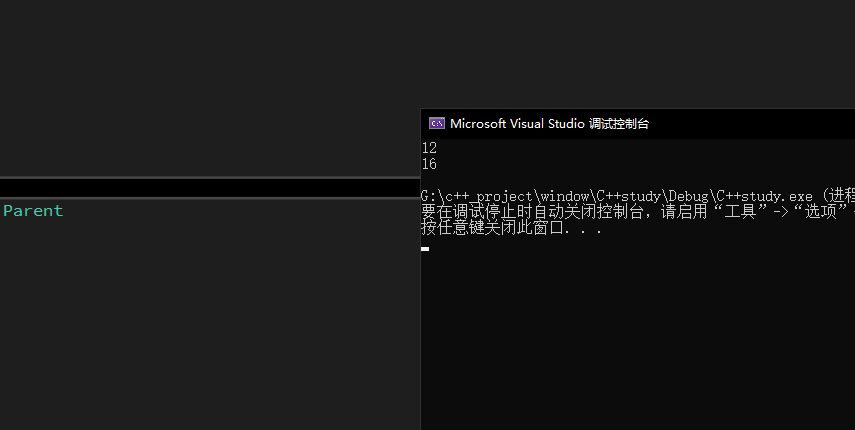 Microsoft Visual Studio 调试控制台
12
16
G:\c++_project\window\C++study\Debug\C++study.exe (进程
要在调试停止时自动关闭控制台，请启用“工具”->“选项”
按任意键关闭此窗口. . .
Parent